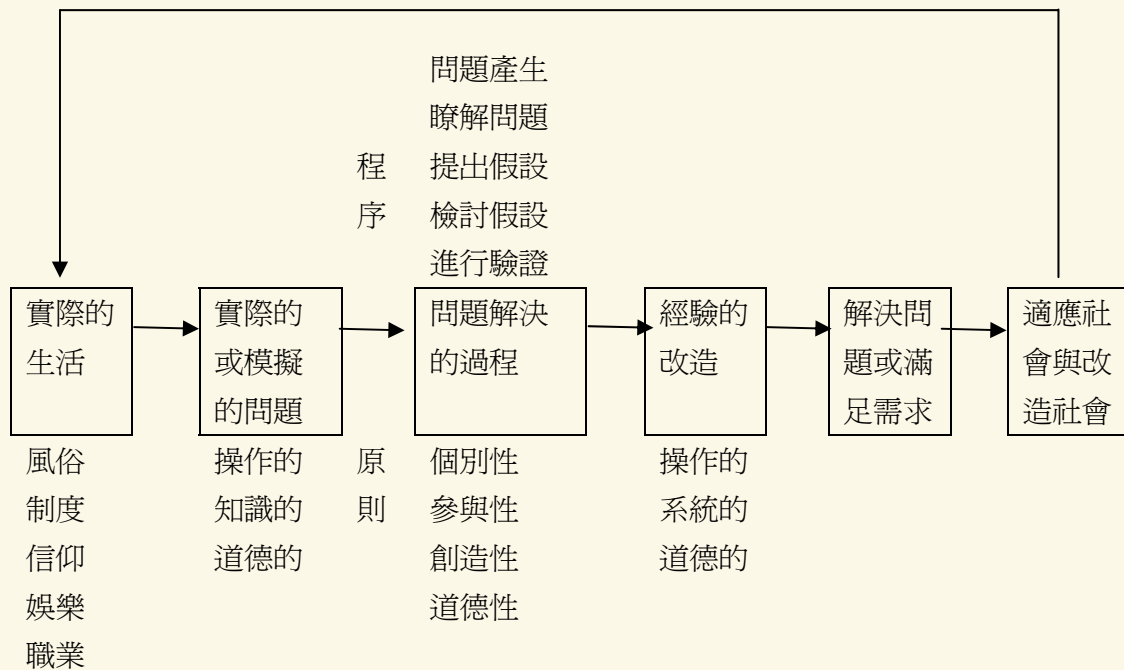 問題產生
瞭解問題
程 提出假設
序 檢討假設
進行驗證
實際的
生活
實際的
或模擬
的問題
問題解決
的過程
經驗的
改造
解決問
題或滿
足需求
適應社
會與改
造社會
風俗
制度
信仰
娛樂
職業
操作的
知識的
道德的
原 個別性
則 參與性
創造性
道德性
操作的
系統的
道德的